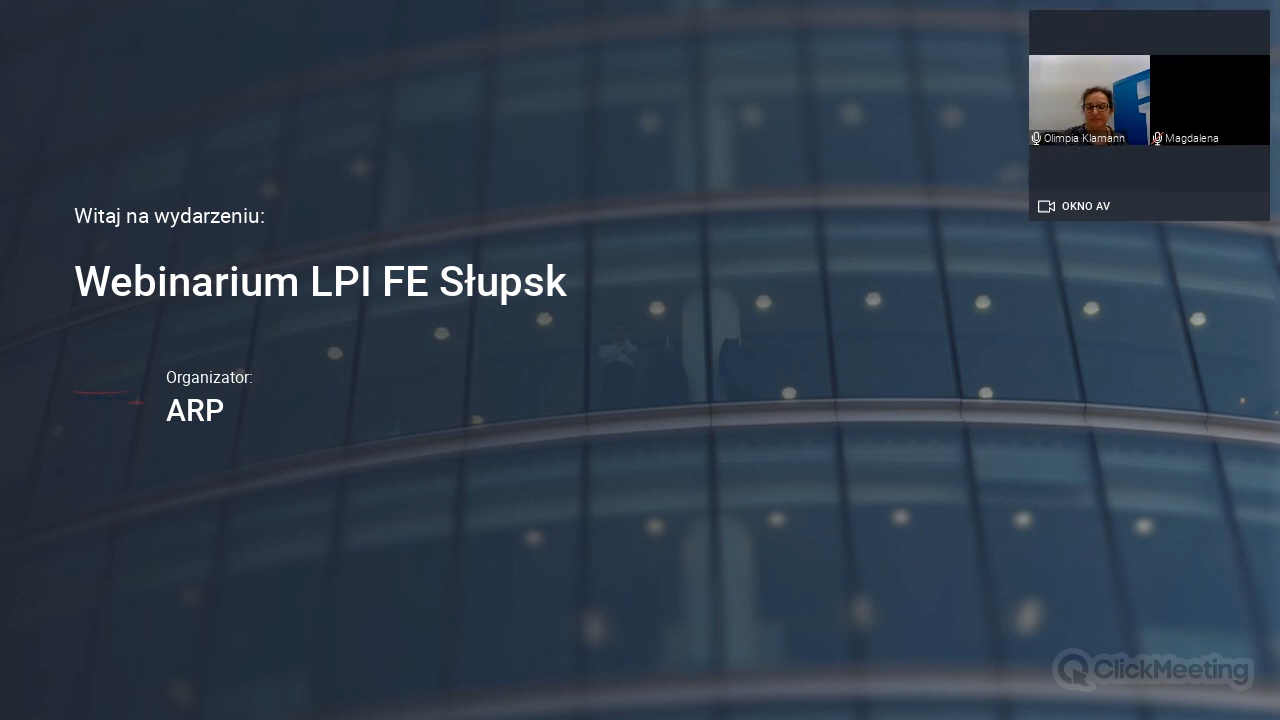 Witaj na wydarzeniu:
Webinarium LPI FE Słupsk
Organizator:
ARP
Olimpia Klamann
Magdalena
OKNO AV
ClickMeeting